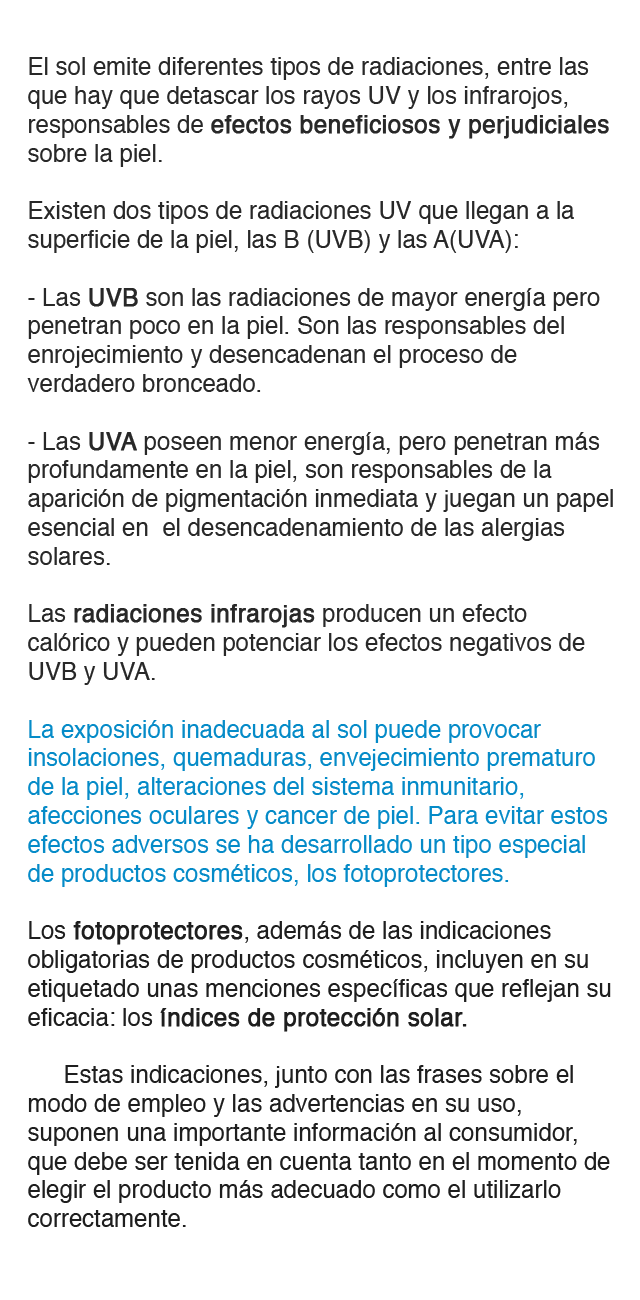 El sol emite diferentes tipos de radiaciones, entre las
que hay que detascar los rayos UV y los infrarojos,
responsables de efectos beneficiosos y perjudiciales
sobre la piel.
Existen dos tipos de radiaciones UV que llegan a la
superficie de la piel, las B (UVB) y las A(UVA):
- Las UVB son las radiaciones de mayor energía pero
penetran poco en la piel. Son las responsables del
enrojecimiento y desencadenan el proceso de
verdadero bronceado.
- Las UVA poseen menor energía, pero penetran más
profundamente en la piel, son responsables de la
aparición de pigmentación inmediata y juegan un papel
esencial en  el desencadenamiento de las alergias
solares.
Las radiaciones infrarojas producen un efecto
calórico y pueden potenciar los efectos negativos de
UVB y UVA.
La exposición inadecuada al sol puede provocar
insolaciones, quemaduras, envejecimiento prematuro
de la piel, alteraciones del sistema inmunitario,
afecciones oculares y cancer de piel. Para evitar estos
efectos adversos se ha desarrollado un tipo especial
de productos cosméticos, los fotoprotectores.
Los fotoprotectores, además de las indicaciones
obligatorias de productos cosméticos, incluyen en su
etiquetado unas menciones específicas que reflejan su
eficacia: los índices de protección solar.
Estas indicaciones, junto con las frases sobre el
modo de empleo y las advertencias en su uso,
suponen una importante información al consumidor,
que debe ser tenida en cuenta tanto en el momento de
elegir el producto más adecuado como el utilizarlo
correctamente.